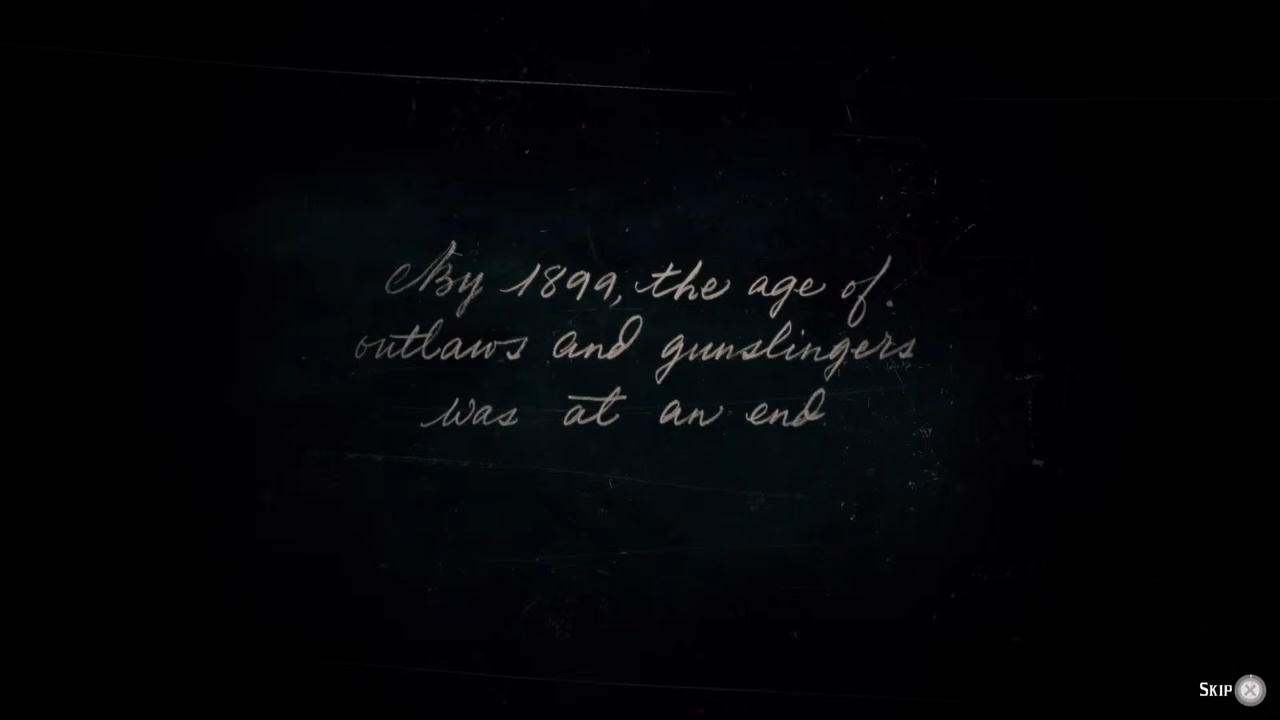 By 1899, the age of
outlaws and gunslingers
was at an end
SKIP